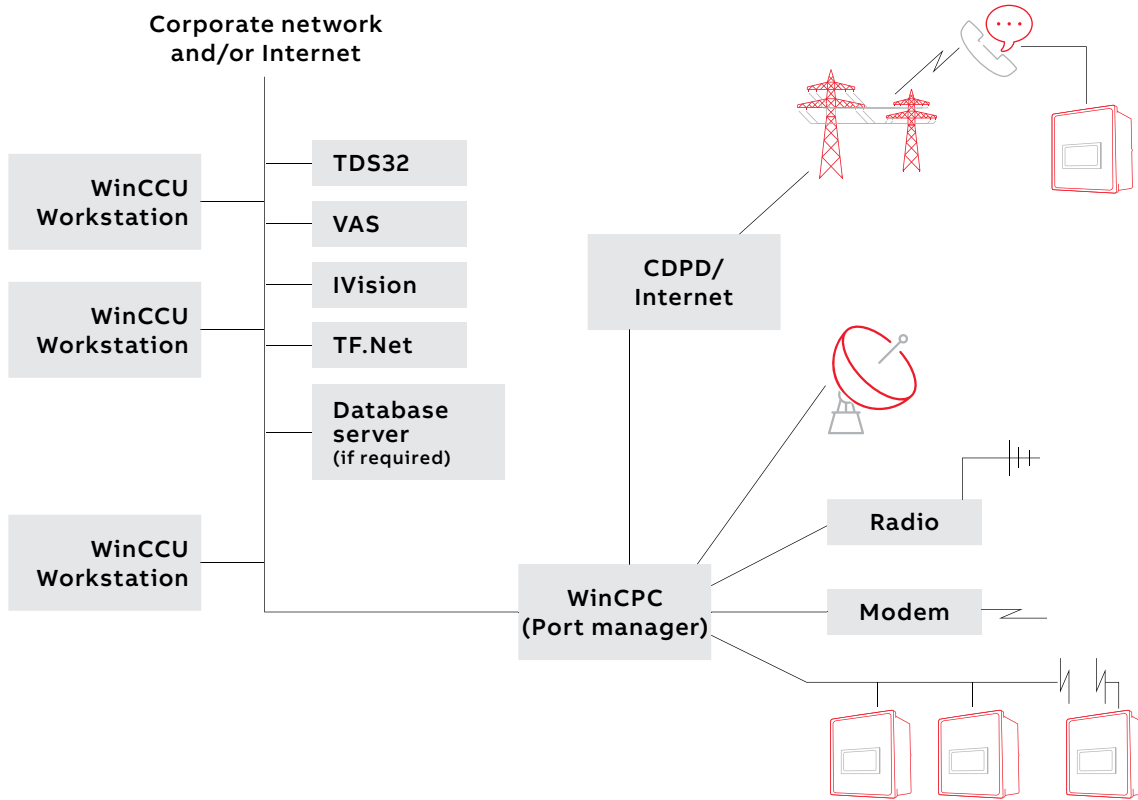 Corporate network
and/or Internet
WinCCU
Workstation
WinCCU
Workstation
WinCCU
Workstation
TDS32
VAS
IVision
TF.Net
Database
server
(if required)
CDPD/
Internet
WinCPC
(Port manager)
Radio
Modem